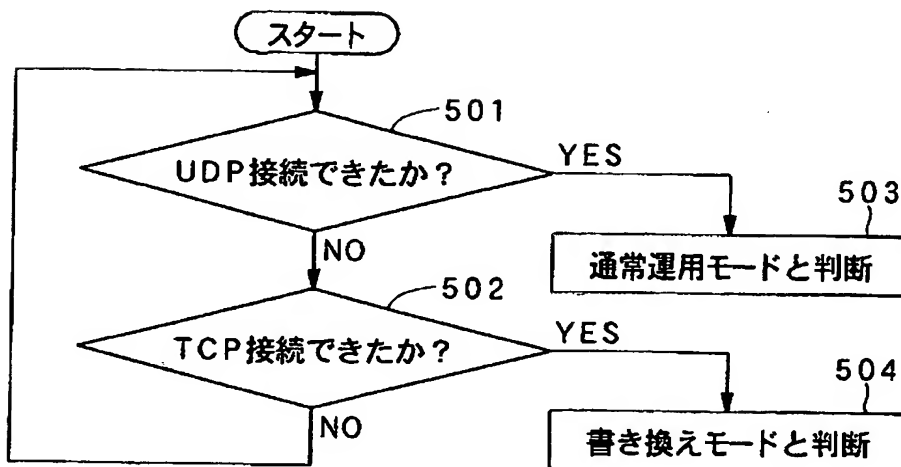 スタート
501
UDP接続できたか？
YES
503
通常運用モードと判断
NO
502
TCP接続できたか？
YES
504
書き換えモードと判断
NO